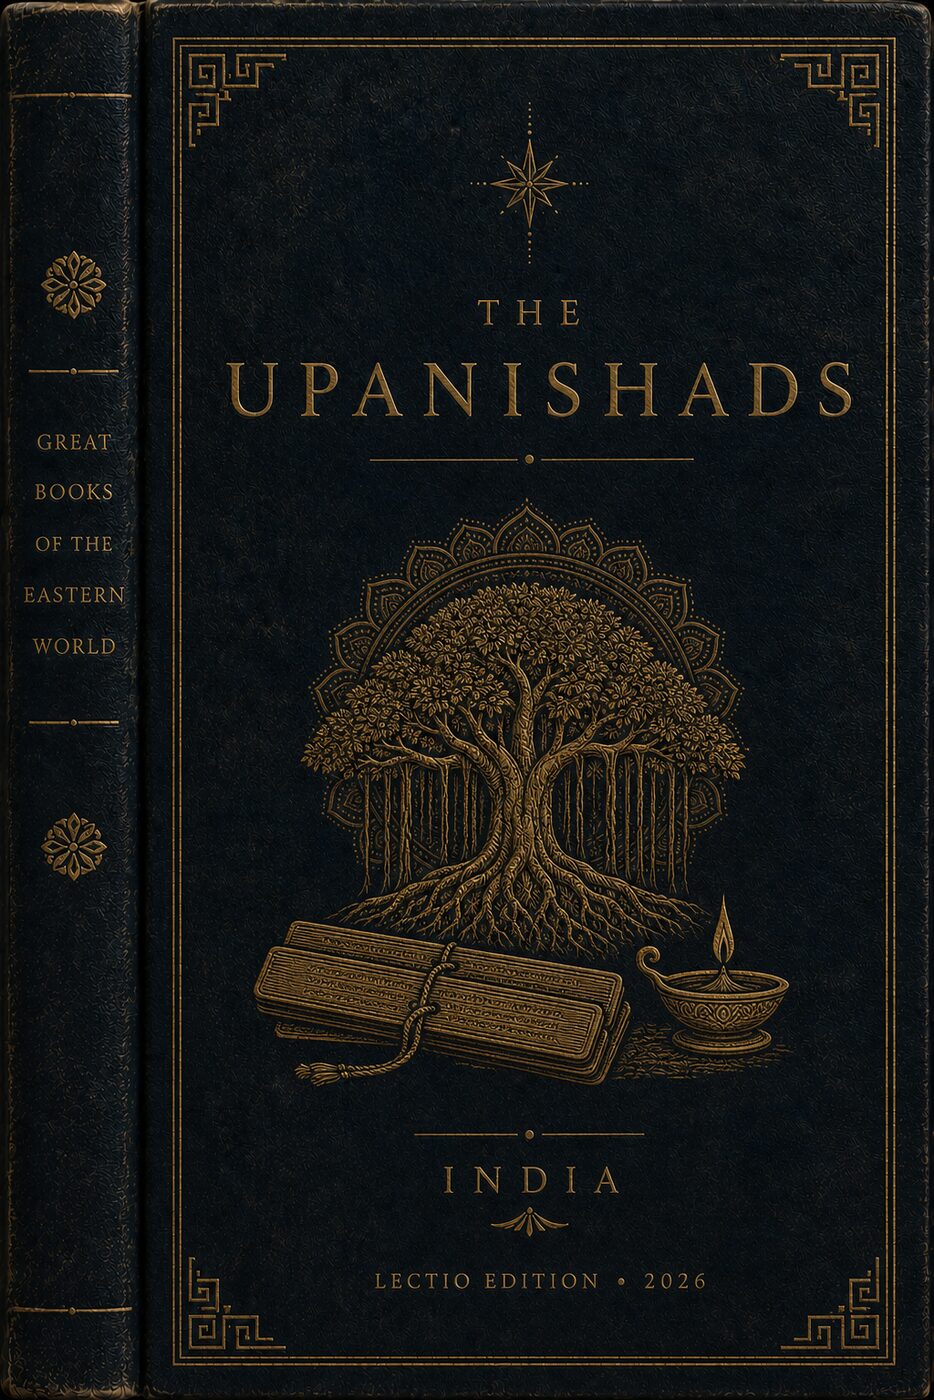 GREAT
BOOKS
OF THE
EASTERN
WORLD
THE
UPANISHADS
INDIA
LECTIO EDITION • 2026